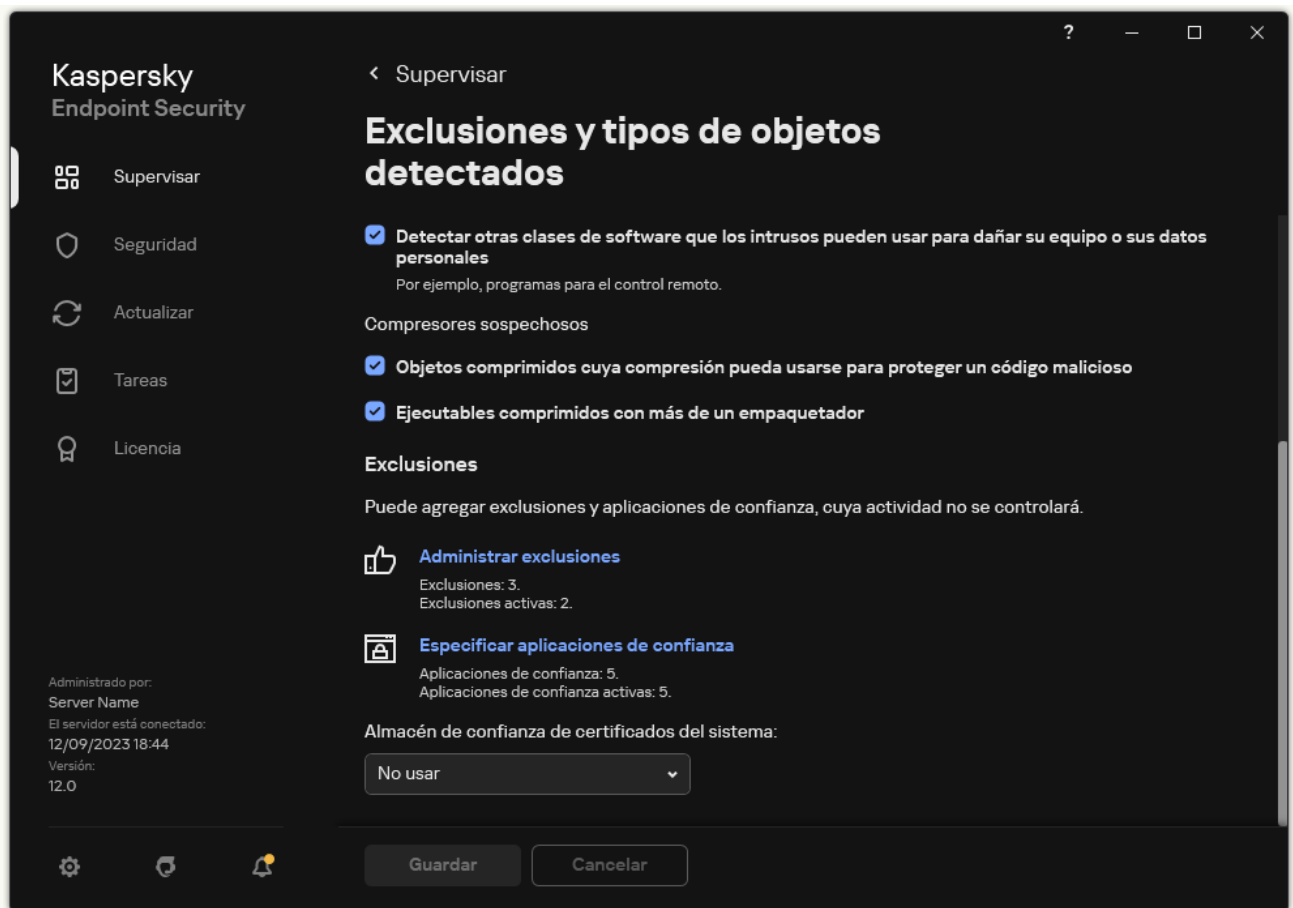 ?
Kaspersky
Endpoint Security
Supervisar
Seguridad
Actualizar
Tareas
Licencia
Administrado por:
Server Name
El servidor está conectado:
12/09/2023 18:44
Versión:
12.0
Supervisar
Exclusiones y tipos de objetos
detectados
Detectar otras clases de software que los intrusos pueden usar para dañar su equipo o sus datos
personales
Por ejemplo, programas para el control remoto.
Compresores sospechosos
Objetos comprimidos cuya compresión pueda usarse para proteger un código malicioso
Ejecutables comprimidos con más de un empaquetador
Exclusiones
Puede agregar exclusiones y aplicaciones de confianza, cuya actividad no se controlará.
Administrar exclusiones
Exclusiones: 3.
Exclusiones activas: 2.
Especificar aplicaciones de confianza
Aplicaciones de confianza: 5.
Aplicaciones de confianza activas: 5.
Almacén de confianza de certificados del sistema:
No usar
Guardar
Cancelar